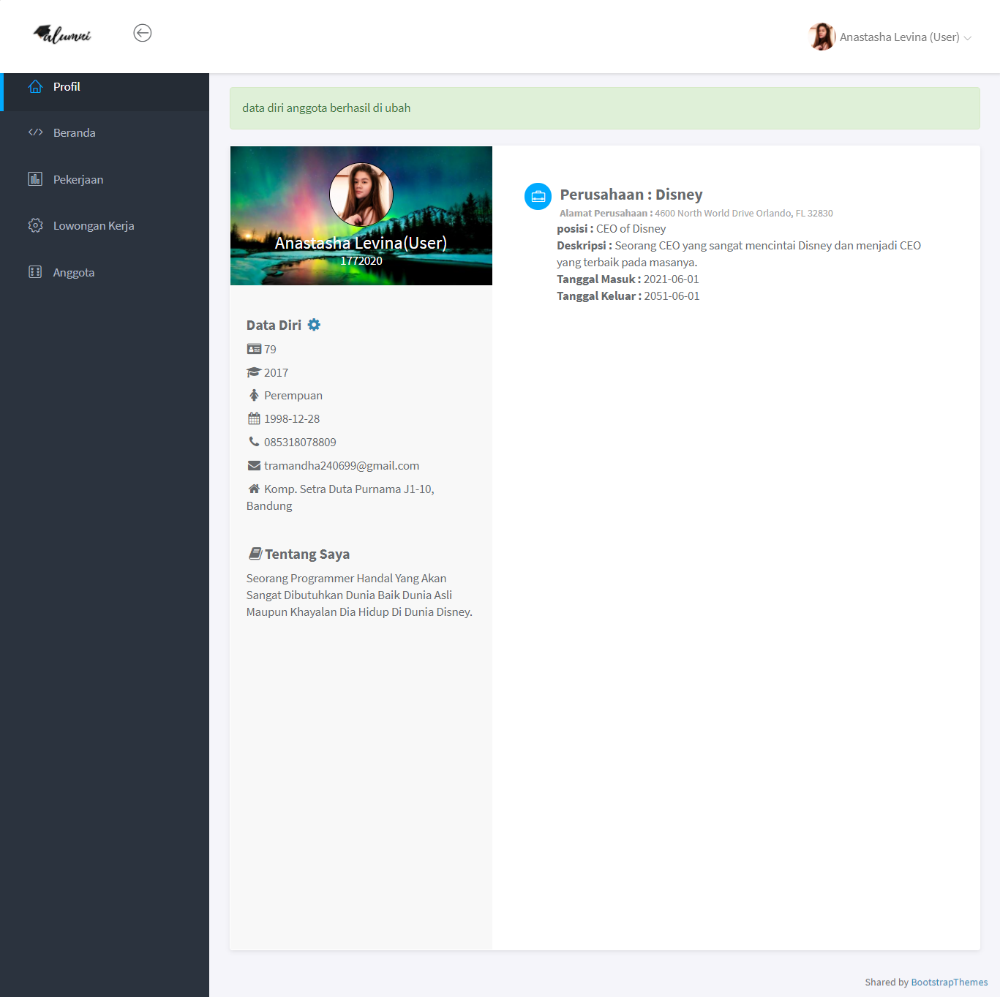 alumni
Anastasha Levina (User)
Profil
Beranda
Pekerjaan
Lowongan Kerja
Anggota
data diri anggota berhasil di ubah
Anastasha Levina(User)
1772020
Data Diri
79
2017
Perempuan
1998-12-28
085318078809
tramandha240699@gmail.com
Komp. Setra Duta Purnama J1-10,
Bandung
Tentang Saya
Seorang Programmer Handal Yang Akan
Sangat Dibutuhkan Dunia Baik Dunia Asli
Maupun Khayalan Dia Hidup Di Dunia Disney.
Perusahaan : Disney
Alamat Perusahaan : 4600 North World Drive Orlando, FL 32830
posisi : CEO of Disney
Deskripsi : Seorang CEO yang sangat mencintai Disney dan menjadi CEO
yang terbaik pada masanya.
Tanggal Masuk : 2021-06-01
Tanggal Keluar : 2051-06-01
Shared by BootstrapThemes